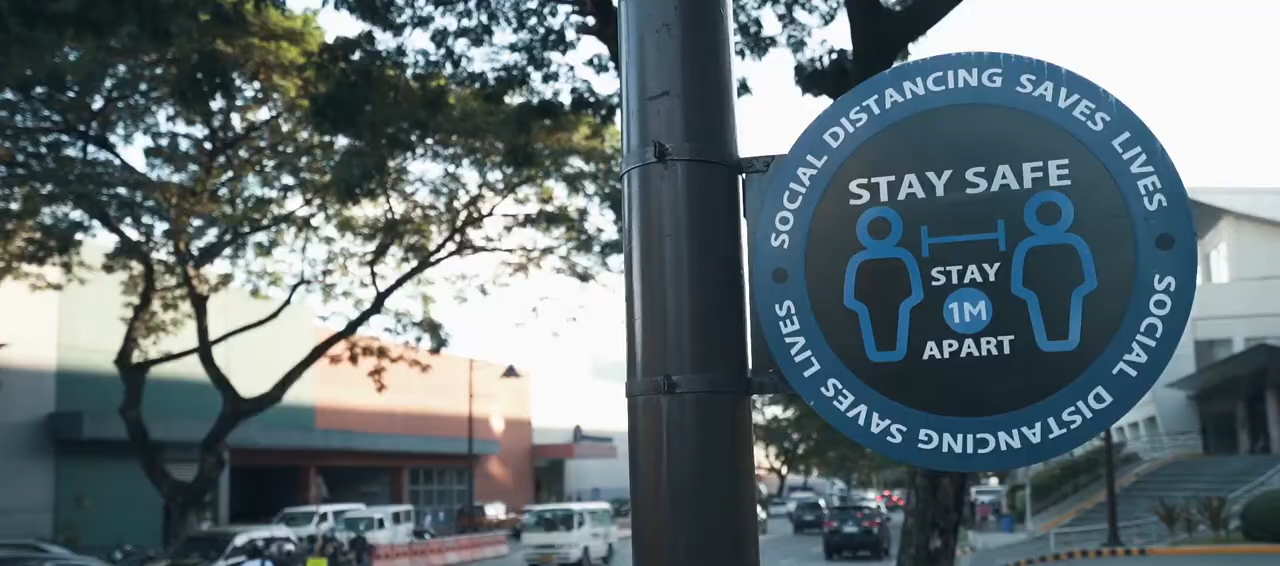 SOCIAL DISTANCING SAVES LIVES
STAY SAFE
STAY
1M
APART
SOCIAL DISTANCING SAVES LIVES